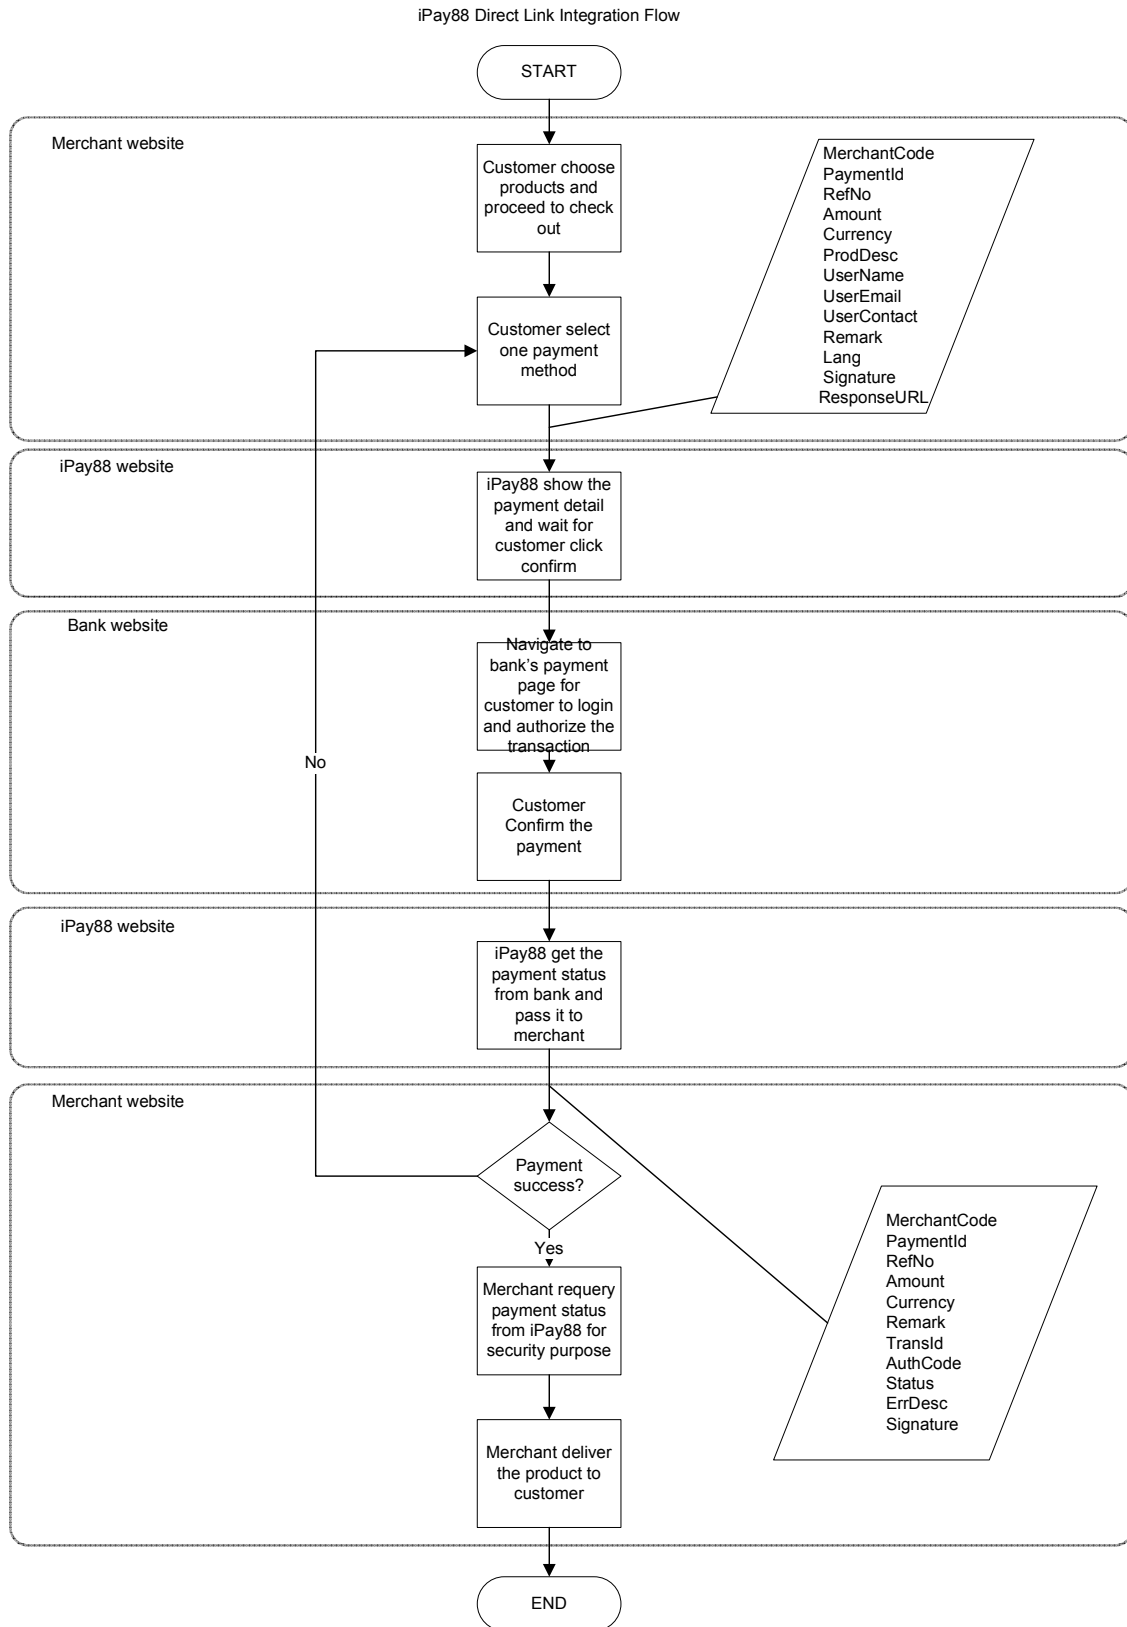 iPay88 Direct Link Integration Flow
START
Merchant website
Customer choose
products and
proceed to check
out
MerchantCode
PaymentId
RefNo
Amount
Currency
ProdDesc
UserName
UserEmail
UserContact
Remark
Lang
Signature
ResponseURL
Customer select
one payment
method
iPay88 website
iPay88 show the
payment detail
and wait for
customer click
confirm
Bank website
Navigate to
bank's payment
page for
customer to login
and authorize the
transaction
No
Customer
Confirm the
payment
iPay88 website
iPay88 get the
payment status
from bank and
pass it to
merchant
Merchant website
Payment
success?
Yes
Merchant requery
payment status
from iPay88 for
security purpose
MerchantCode
PaymentId
RefNo
Amount
Currency
Remark
TransId
AuthCode
Status
ErrDesc
Signature
Merchant deliver
the product to
customer
END